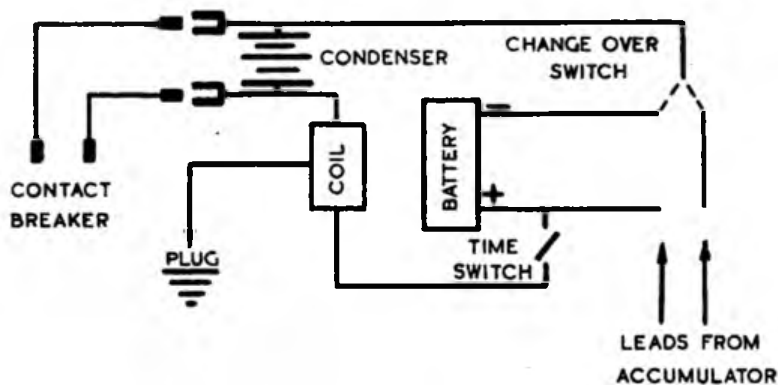 CONDENSER
CHANGE OVER
SWITCH
−
COIL
BATTERY
+
CONTACT
BREAKER
PLUG
TIME
SWITCH
LEADS FROM
ACCUMULATOR